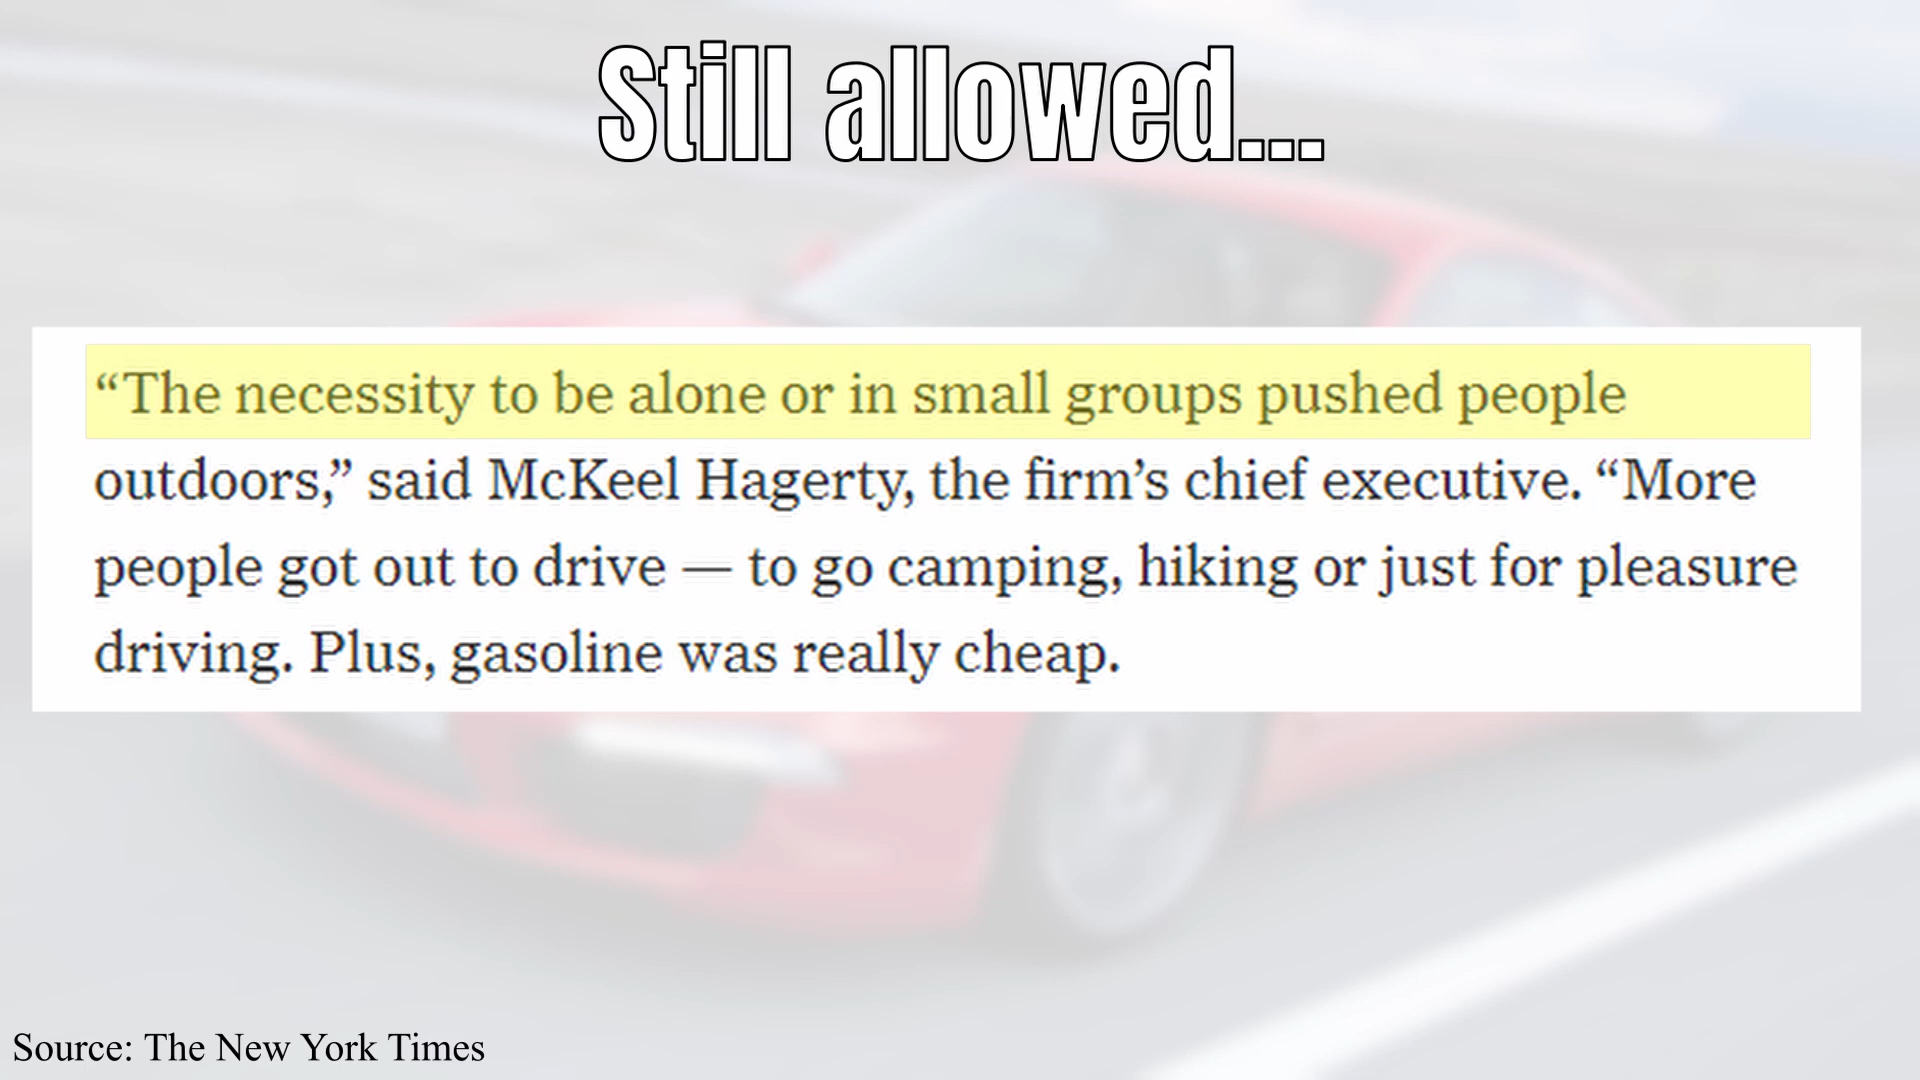 Still allowed...
“The necessity to be alone or in small groups pushed people
outdoors,” said McKeel Hagerty, the firm’s chief executive. “More
people got out to drive — to go camping, hiking or just for pleasure
driving. Plus, gasoline was really cheap.
Source: The New York Times